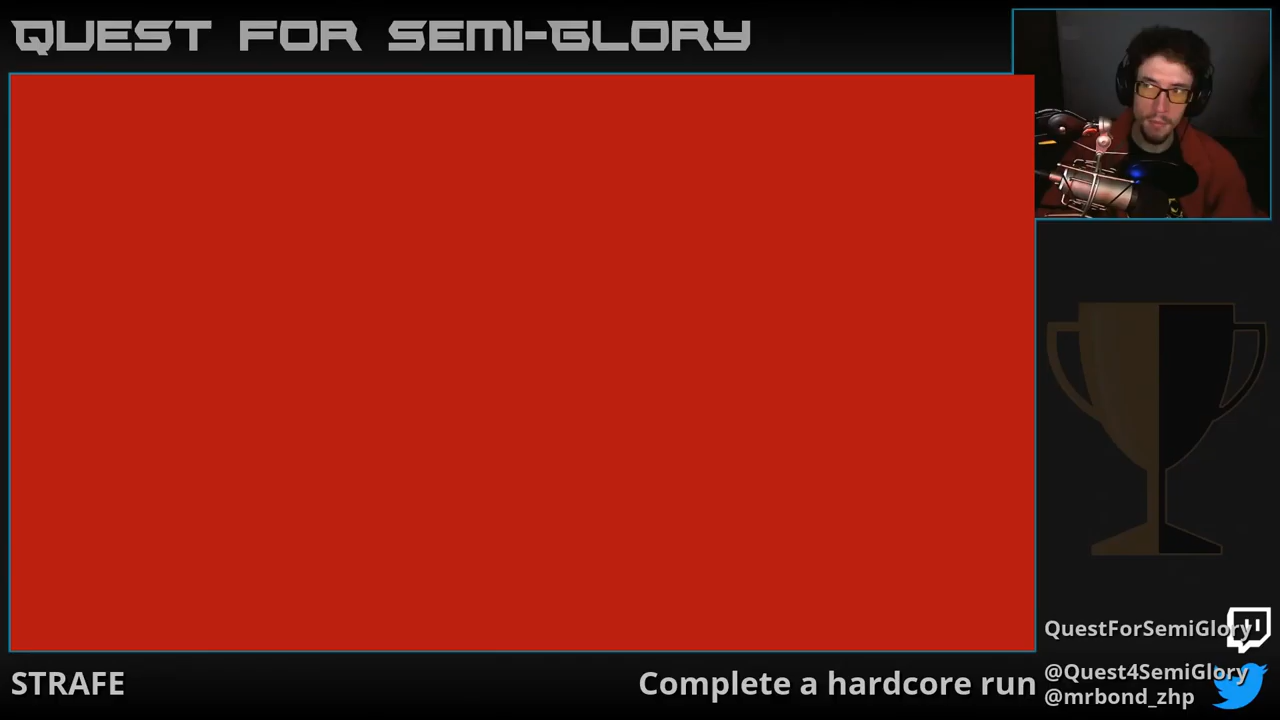 QUEST FOR SEMI-GLORY
QuestForSemiGlory
@Quest4SemiGlory
@mrbond_zhp
STRAFE
Complete a hardcore run